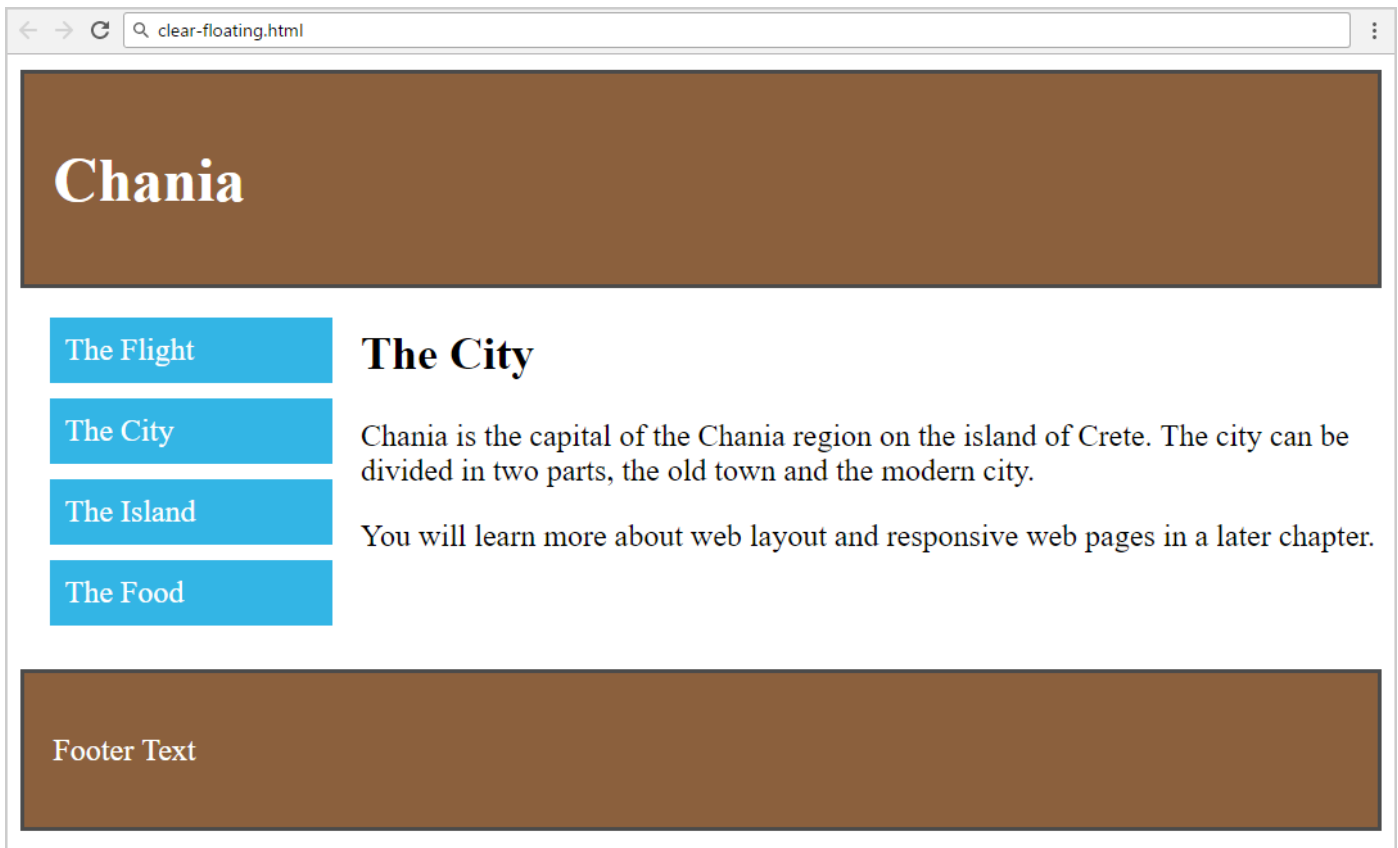 clear-floating.html
Chania
The Flight
The City
The Island
The Food
The City
Chania is the capital of the Chania region on the island of Crete. The city can be
divided in two parts, the old town and the modern city.
You will learn more about web layout and responsive web pages in a later chapter.
Footer Text